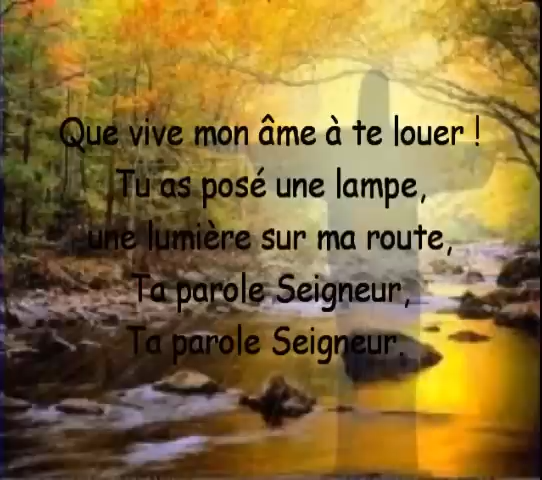 Que vive mon âme à te louer !
Tu as posé une lampe,
une lumière sur ma route,
Ta parole Seigneur,
Ta parole Seigneur.